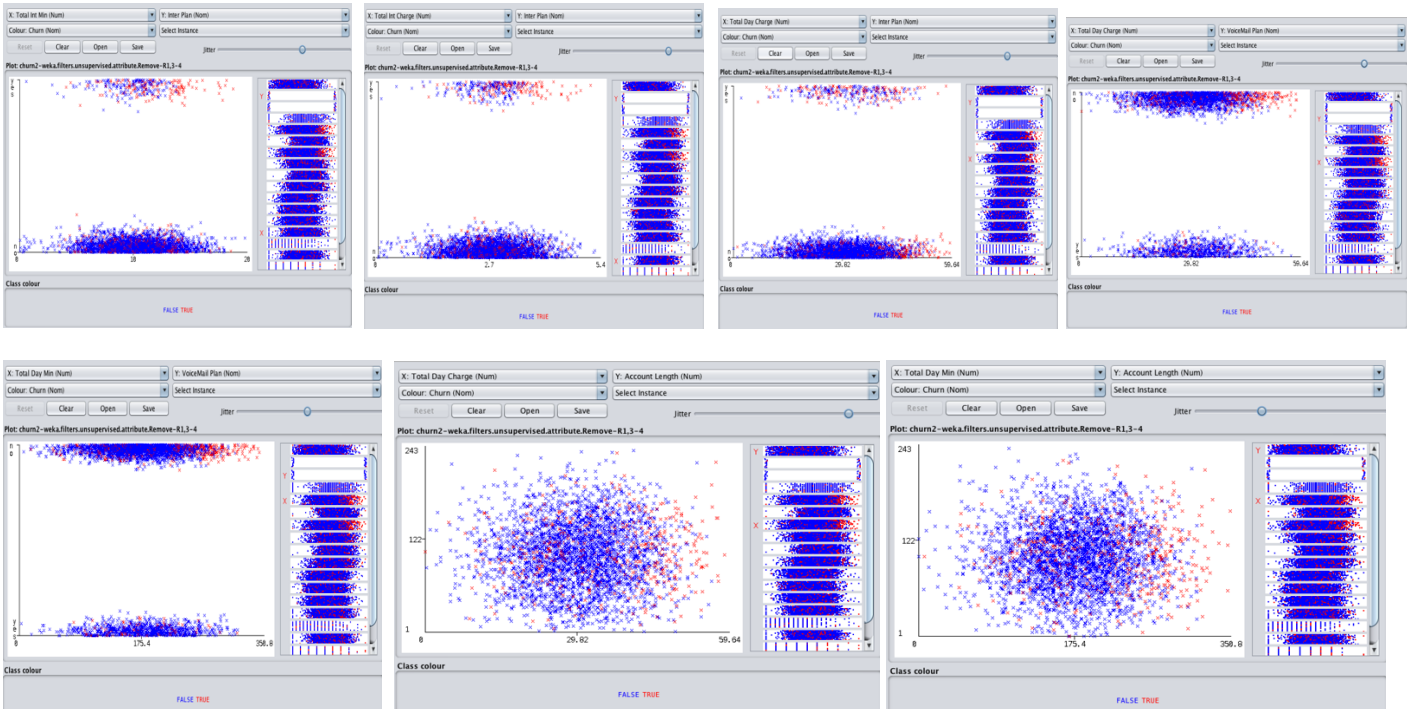 X: Total Int Min (Num)
Y: Inter Plan (Nom)
Colour: Churn (Nom)
Select Instance
Reset Clear Open Save Jitter
Plot: churn2-weka.filters.unsupervised.attribute.Remove-R1,3-4
yes
Y
X
no
0 10 20
Class colour
FALSE TRUE
X: Total Int Charge (Num)
Y: Inter Plan (Nom)
Colour: Churn (Nom)
Select Instance
Reset Clear Open Save Jitter
Plot: churn2-weka.filters.unsupervised.attribute.Remove-R1,3-4
yes
Y
no
X
0 2.7 5.4
Class colour
FALSE TRUE
X: Total Day Charge (Num)
Y: Inter Plan (Nom)
Colour: Churn (Nom)
Select Instance
Reset Clear Open Save Jitter
Plot: churn2-weka.filters.unsupervised.attribute.Remove-R1,3-4
yes
Y
X
no
0 29.82 59.64
Class colour
FALSE TRUE
X: Total Day Charge (Num)
Y: VoiceMail Plan (Nom)
Colour: Churn (Nom)
Select Instance
Reset Clear Open Save Jitter
Plot: churn2-weka.filters.unsupervised.attribute.Remove-R1,3-4
no
Y
X
yes
0 29.82 59.64
Class colour
FALSE TRUE
X: Total Day Min (Num)
Y: VoiceMail Plan (Nom)
Colour: Churn (Nom)
Select Instance
Reset Clear Open Save Jitter
Plot: churn2-weka.filters.unsupervised.attribute.Remove-R1,3-4
no
Y
X
yes
0 175.4 350.8
Class colour
FALSE TRUE
X: Total Day Charge (Num)
Y: Account Length (Num)
Colour: Churn (Nom)
Select Instance
Reset Clear Open Save Jitter
Plot: churn2-weka.filters.unsupervised.attribute.Remove-R1,3-4
243
Y
X
122
1
0 29.82 59.64
Class colour
FALSE TRUE
X: Total Day Min (Num)
Y: Account Length (Num)
Colour: Churn (Nom)
Select Instance
Reset Clear Open Save Jitter
Plot: churn2-weka.filters.unsupervised.attribute.Remove-R1,3-4
243
Y
X
122
1
0 175.4 350.8
Class colour
FALSE TRUE